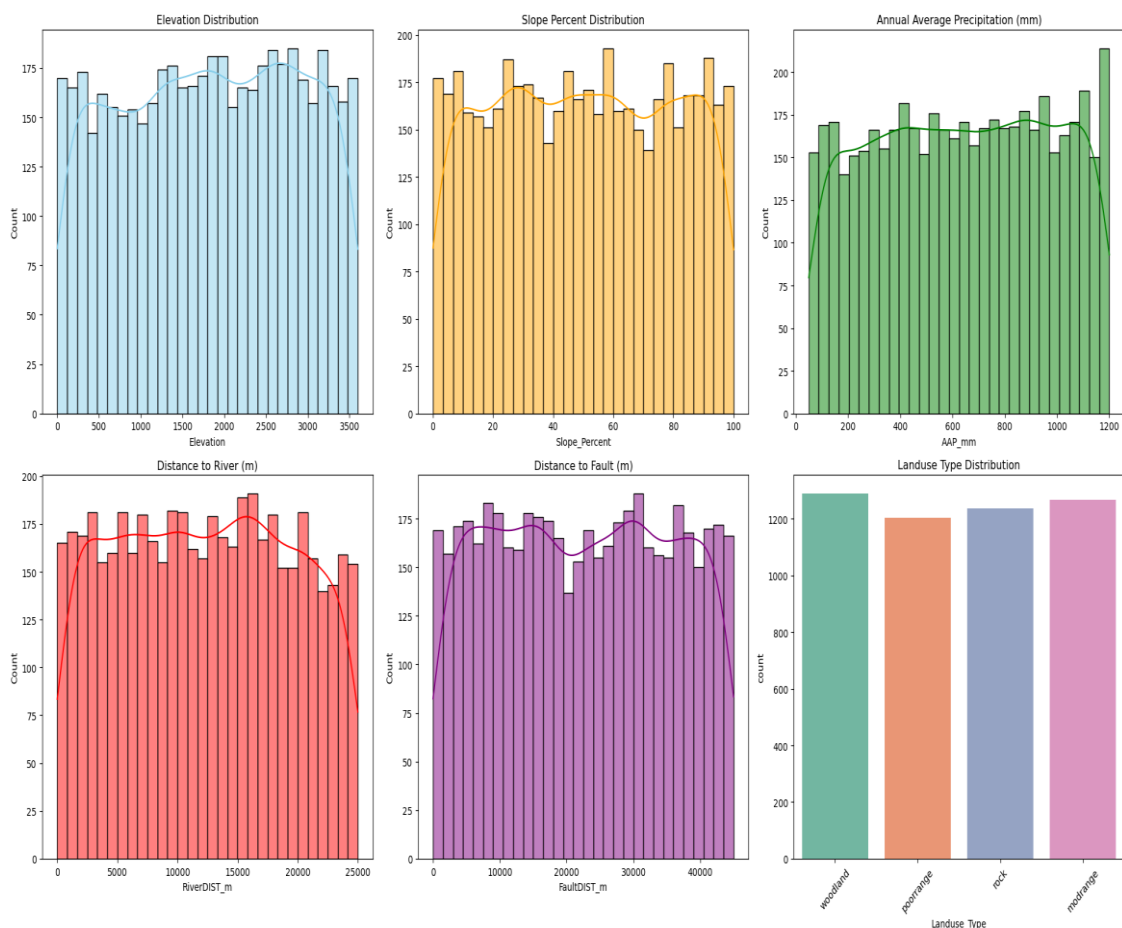 Elevation Distribution
175
150
125
100
75
50
25
0
Count
0 500 1000 1500 2000 2500 3000 3500
Elevation
Slope Percent Distribution
200
175
150
125
100
75
50
25
0
Count
0 20 40 60 80 100
Slope_Percent
Annual Average Precipitation (mm)
200
175
150
125
100
75
50
25
0
Count
0 200 400 600 800 1000 1200
AAP_mm
Distance to River (m)
200
175
150
125
100
75
50
25
0
Count
0 5000 10000 15000 20000 25000
RiverDIST_m
Distance to Fault (m)
175
150
125
100
75
50
25
0
Count
0 10000 20000 30000 40000
FaultDIST_m
Landuse Type Distribution
1200
1000
800
600
400
200
0
count
woodland poorrange rock modrange
Landuse_Type